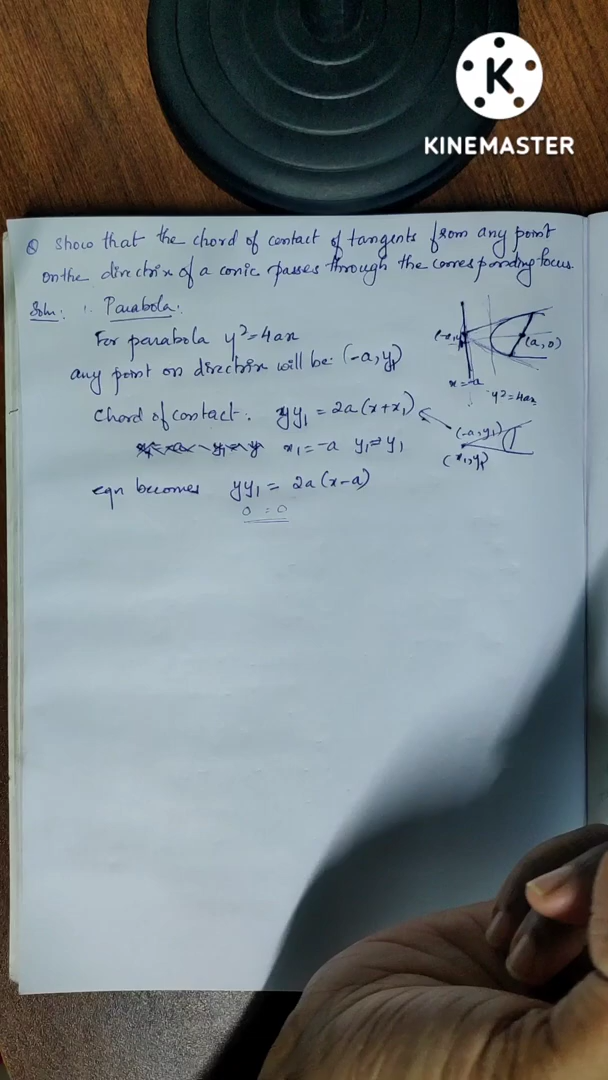 K
KINEMASTER
Q Show that the chord of contact of tangents from any point
on the directrix of a conic passes through the corresponding focus.
Soln: 1. Parabola:
For parabola y²=4ax
any point on directrix will be (-a, y₁)
Chord of contact. yy₁ = 2a(x+x₁)
x₁=-a y₁=y₁
eqn becomes yy₁ = 2a(x-a)
0 = 0
(a, 0)
x=-a
y²=4ax
(-a, y₁)
(x₁, y₁)